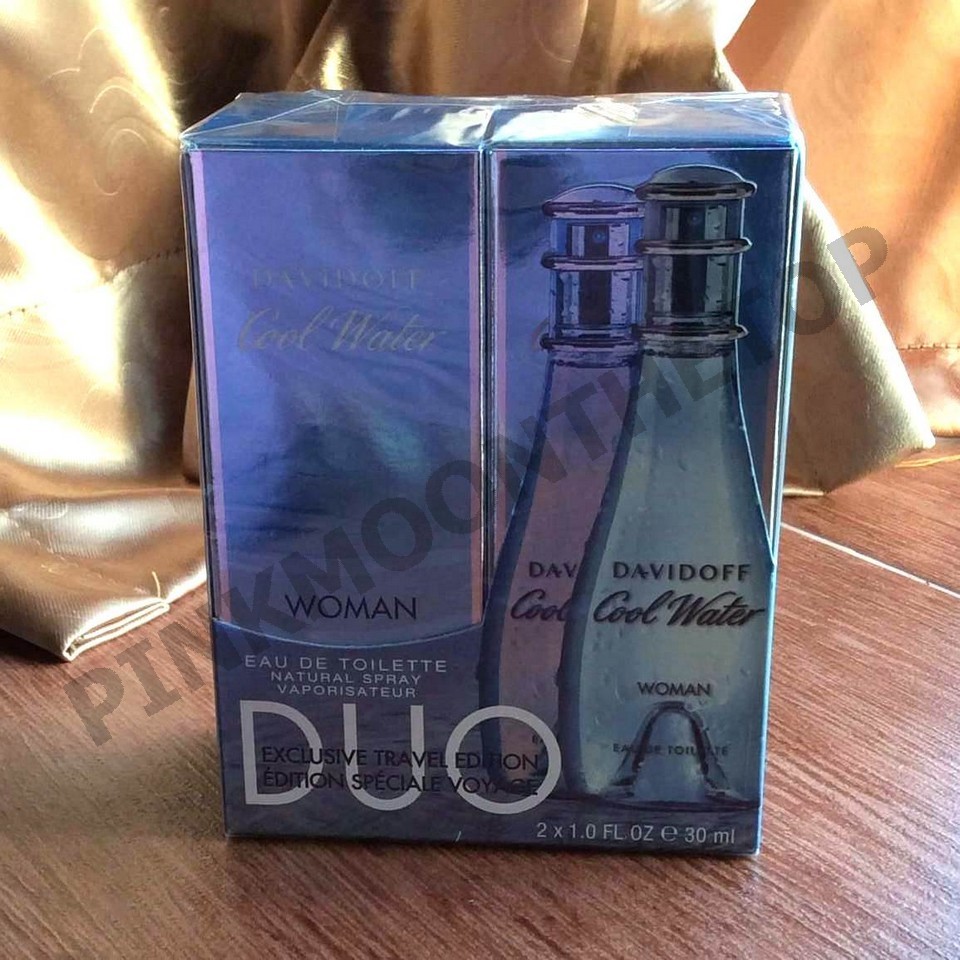 DAVIDOFF
Cool Water
WOMAN
EAU DE TOILETTE
NATURAL SPRAY
VAPORISATEUR
DUO
EXCLUSIVE TRAVEL EDITION
ÉDITION SPÉCIALE VOYAGE
DAV
Cool
DAVIDOFF
Cool Water
WOMAN
EAU DE TOILETTE
2 x 1.0 FL.OZ ℮ 30 ml
PINKMOONTHETOP